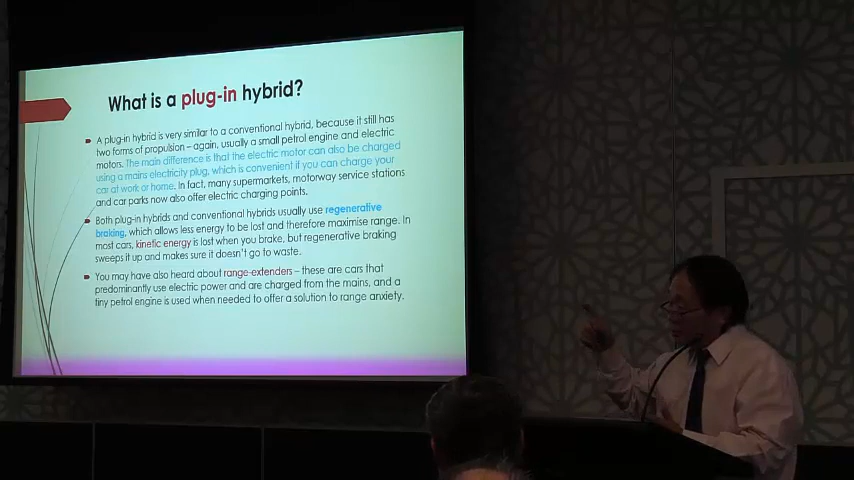 What is a plug-in hybrid?
A plug-in hybrid is very similar to a conventional hybrid, because it still has
two forms of propulsion – again, usually a small petrol engine and electric
motors. The main difference is that the electric motor can also be charged
using a mains electricity plug, which is convenient if you can charge your
car at work or home. In fact, many supermarkets, motorway service stations
and car parks now also offer electric charging points.
Both plug-in hybrids and conventional hybrids usually use regenerative
braking, which allows less energy to be lost and therefore maximise range. In
most cars, kinetic energy is lost when you brake, but regenerative braking
sweeps it up and makes sure it doesn't go to waste.
You may have also heard about range-extenders – these are cars that
predominantly use electric power and are charged from the mains, and a
tiny petrol engine is used when needed to offer a solution to range anxiety.